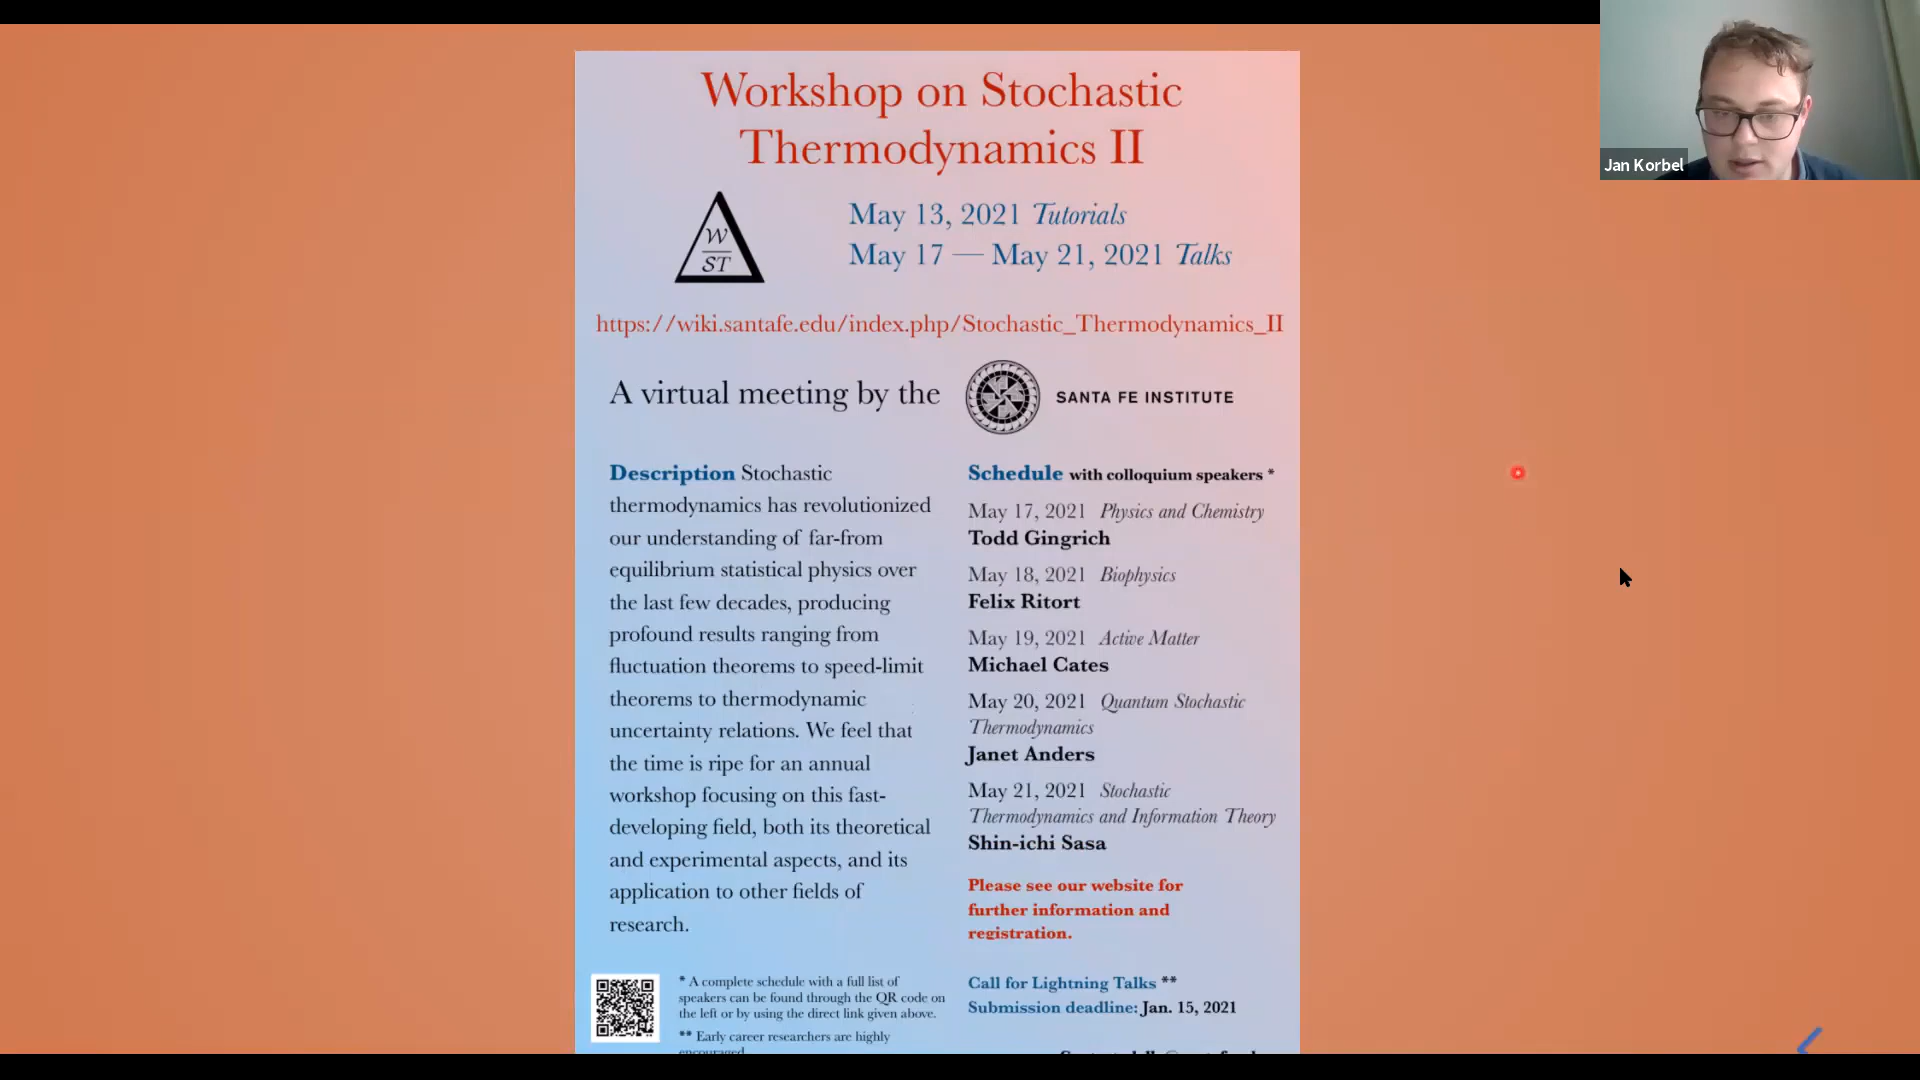 Workshop on Stochastic
Thermodynamics II
W
ST
May 13, 2021 Tutorials
May 17 — May 21, 2021 Talks
https://wiki.santafe.edu/index.php/Stochastic_Thermodynamics_II
A virtual meeting by the
SANTA FE INSTITUTE
Description Stochastic
thermodynamics has revolutionized
our understanding of far-from
equilibrium statistical physics over
the last few decades, producing
profound results ranging from
fluctuation theorems to speed-limit
theorems to thermodynamic
uncertainty relations. We feel that
the time is ripe for an annual
workshop focusing on this fast-
developing field, both its theoretical
and experimental aspects, and its
application to other fields of
research.
Schedule with colloquium speakers *
May 17, 2021 Physics and Chemistry
Todd Gingrich
May 18, 2021 Biophysics
Felix Ritort
May 19, 2021 Active Matter
Michael Cates
May 20, 2021 Quantum Stochastic
Thermodynamics
Janet Anders
May 21, 2021 Stochastic
Thermodynamics and Information Theory
Shin-ichi Sasa
Please see our website for
further information and
registration.
* A complete schedule with a full list of
speakers can be found through the QR code on
the left or by using the direct link given above.
** Early career researchers are highly
encouraged
Call for Lightning Talks **
Submission deadline: Jan. 15, 2021
Jan Korbel